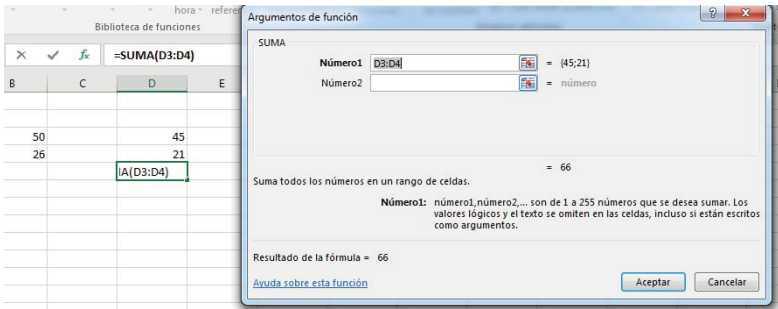 hora
Biblioteca de funciones
fx =SUMA(D3:D4)
B C D E
50 45
26 21
IA(D3:D4)
Argumentos de función
SUMA
Número1 D3:D4 = {45;21}
Número2 = número
= 66
Suma todos los números en un rango de celdas.
Número1: número1,número2,... son de 1 a 255 números que se desea sumar. Los
valores lógicos y el texto se omiten en las celdas, incluso si están escritos
como argumentos.
Resultado de la fórmula = 66
Ayuda sobre esta función
Aceptar Cancelar